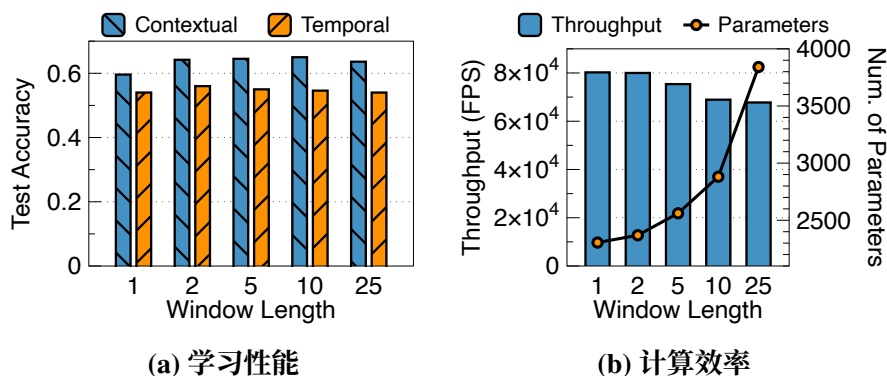 Contextual Temporal
Test Accuracy
0.6
0.4
0.2
0
1 2 5 10 25
Window Length
(a) 学习性能
Throughput Parameters
Throughput (FPS)
8×10⁴
6×10⁴
4×10⁴
2×10⁴
0
4000
3500
3000
2500
Num. of Parameters
1 2 5 10 25
Window Length
(b) 计算效率